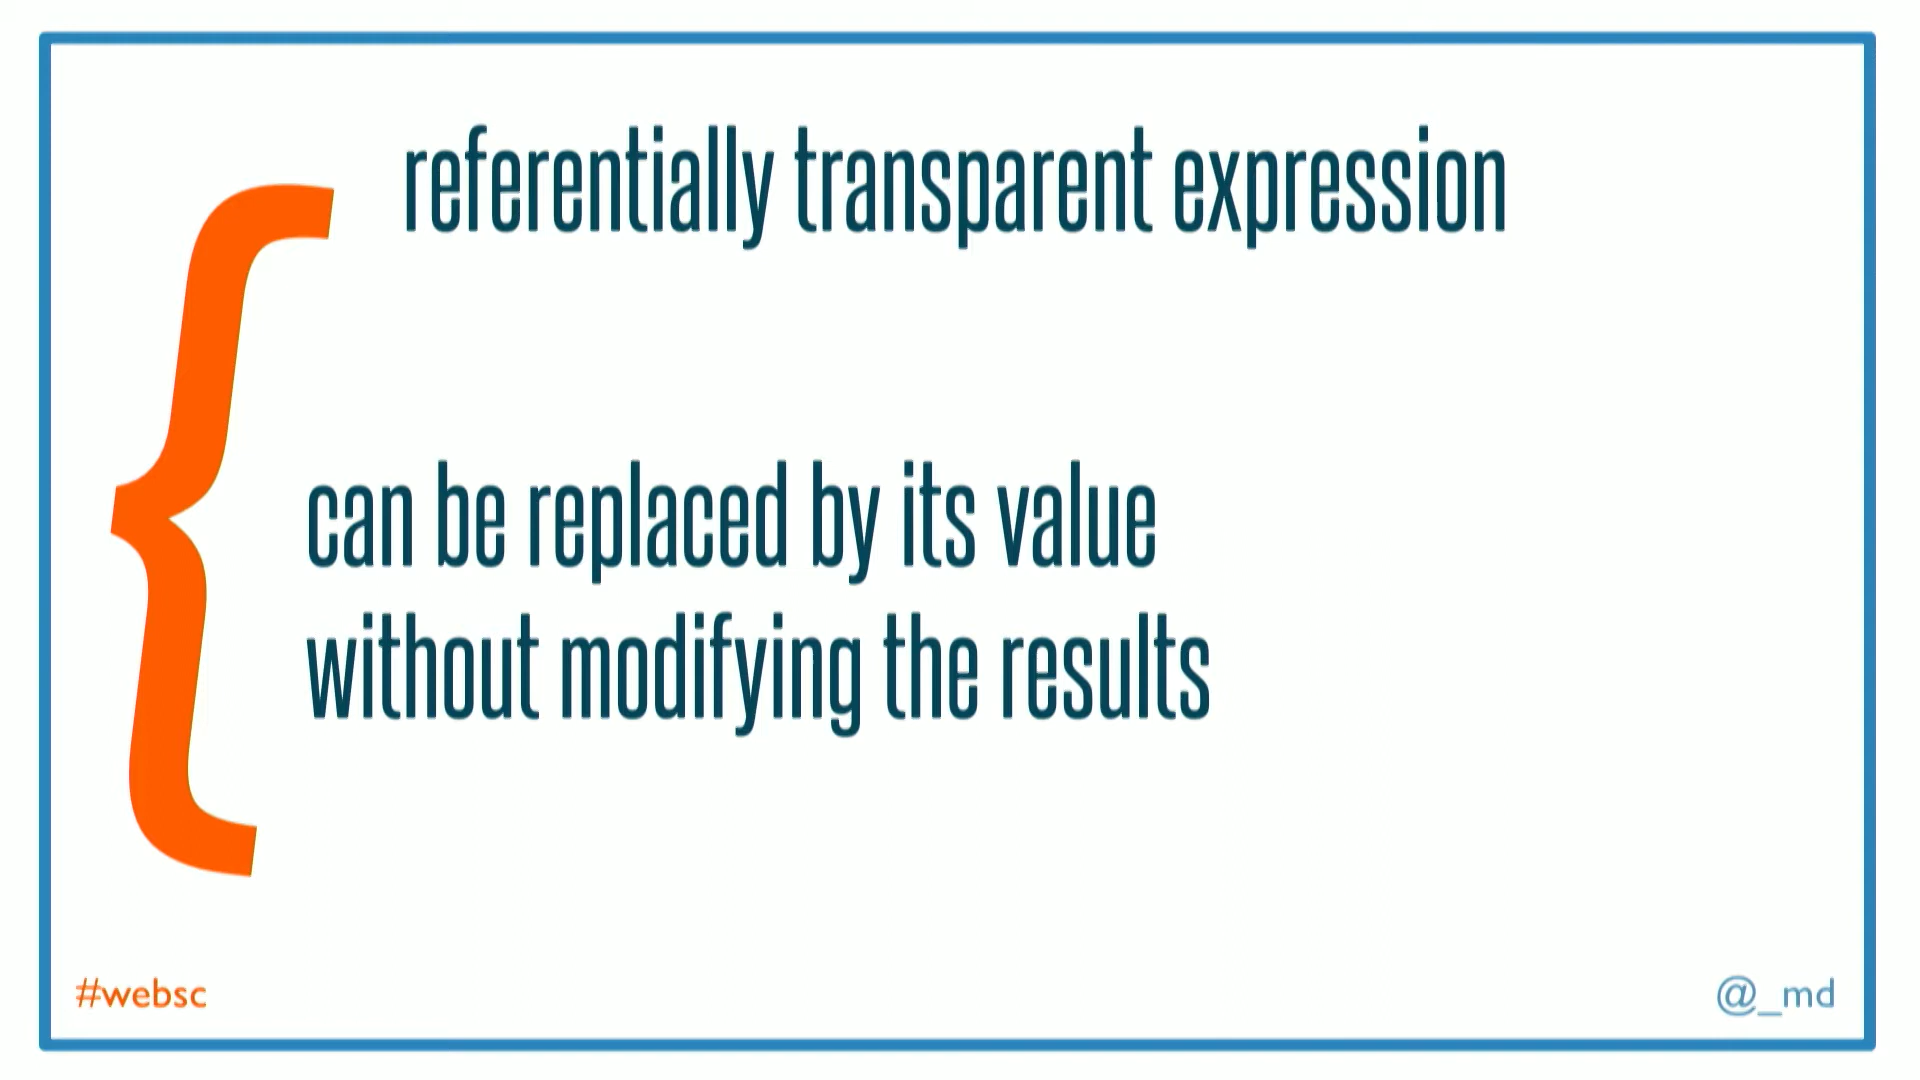 referentially transparent expression
{
can be replaced by its value
without modifying the results
#websc
@_md